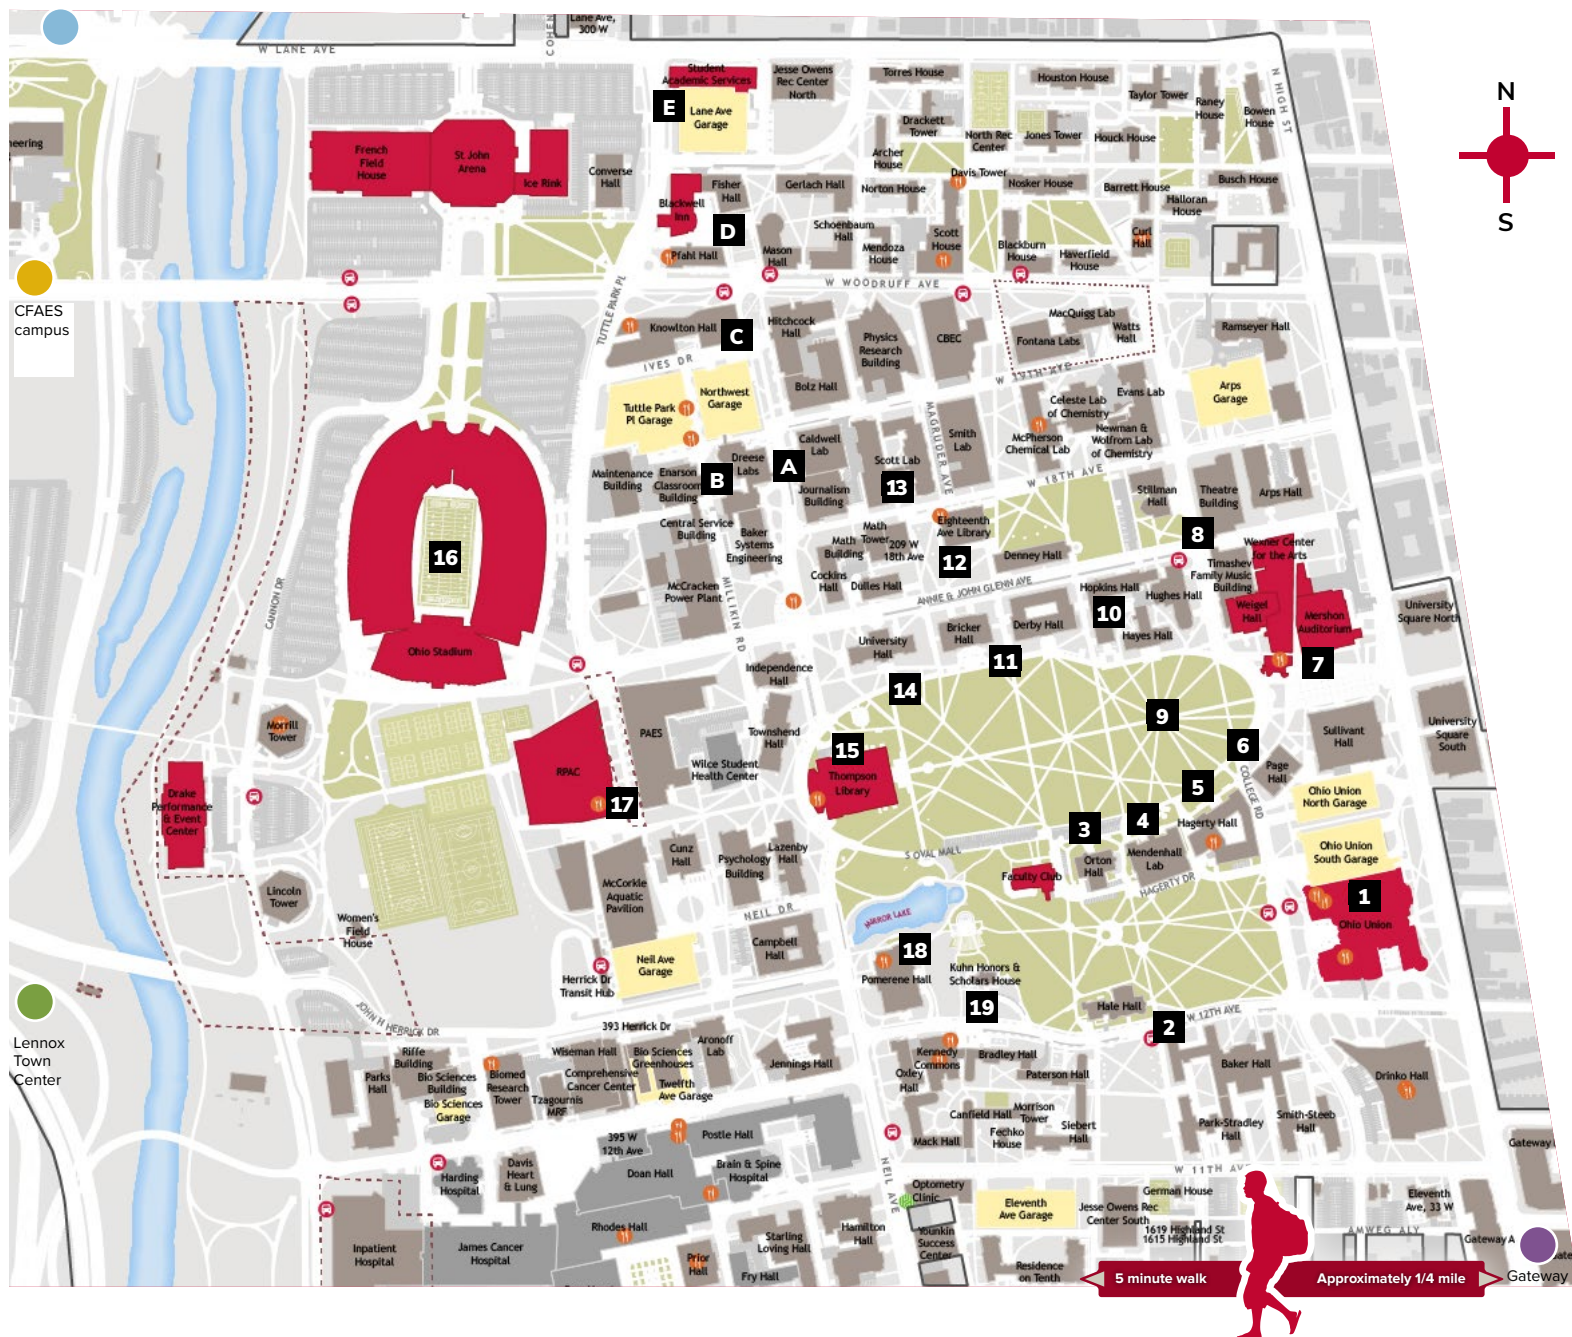 Lane Ave,
300 W
W LANE AVE
COHEN
Student
Academic Services
Jesse Owens
Rec Center
North
Torres House
Houston House
Taylor Tower
Raney
House
Bowen
House
N HIGH ST
N
S
E
Lane Ave
Garage
Drackett
Tower
North Rec
Center
Jones Tower
Houck House
neering
French
Field
House
St John
Arena
Ice Rink
Converse
Hall
Archer
House
Davis Tower
Blackwell
Inn
Fisher
Hall
Gerlach Hall
Norton House
Nosker House
Barrett House
Busch House
Halloran
House
D
Schoenbaum
Hall
Mason
Hall
Mendoza
House
Scott
House
Blackburn
House
Haverfield
House
Curl
Hall
Pfahl Hall
W WOODRUFF AVE
TUTTLE PARK PL
CFAES
campus
Knowlton Hall
C
Hitchcock
Hall
Physics
Research
Building
CBEC
MacQuigg Lab
Watts
Hall
Fontana Labs
Ramseyer Hall
IVES DR
W 19TH AVE
Tuttle Park
Pl Garage
Northwest
Garage
Bolz Hall
MAGRUDER AVE
Celeste Lab
of Chemistry
Evans Lab
Arps
Garage
Caldwell
Lab
Smith
Lab
McPherson
Chemical Lab
Newman &
Wolfrom Lab
of Chemistry
Maintenance
Building
Enarson
Classroom
Building
Dreese
Labs
A
B
Scott Lab
13
W 18TH AVE
Journalism
Building
Stillman
Hall
Theatre
Building
Arps Hall
Central Service
Building
Baker
Systems
Engineering
Math
Tower
Math
Building
209 W
18th Ave
Eighteenth
Ave Library
12
Denney Hall
8
Wexner Center
for the Arts
Timashev
Family Music
Building
16
CANNON DR
McCracken
Power Plant
MILLIKIN RD
Cockins
Hall
Dulles Hall
ANNIE & JOHN GLENN AVE
Hopkins Hall
Hughes Hall
10
Hayes Hall
Weigel
Hall
Mershon
Auditorium
University
Square North
Ohio Stadium
University
Hall
Bricker
Hall
Derby Hall
11
7
Independence
Hall
14
9
6
Morrill
Tower
PAES
Townshend
Hall
15
Sullivant
Hall
University
Square
South
RPAC
Wilce Student
Health Center
Thompson
Library
5
Page
Hall
COLLEGE RD
Drake
Performance
& Event
Center
17
3
4
Hagerty Hall
Ohio Union
North Garage
S OVAL MALL
Cunz
Hall
Psychology
Building
Lazenby
Hall
Orton
Hall
Mendenhall
Lab
Ohio Union
South Garage
Lincoln
Tower
McCorkle
Aquatic
Pavilion
Faculty Club
HAGERTY DR
1
Ohio Union
Women's
Field
House
NEIL DR
MIRROR LAKE
Campbell
Hall
18
Neil Ave
Garage
Herrick Dr
Transit Hub
Pomerene Hall
Kuhn Honors &
Scholars House
19
Hale Hall
2
W 12TH AVE
JOHN H HERRICK DR
Lennox
Town
Center
393 Herrick Dr
Riffe
Building
Parks
Hall
Bio Sciences
Building
Bio Sciences
Garage
Biomed
Research
Tower
Wiseman Hall
Comprehensive
Cancer Center
Tzagournis
MRF
Bio Sciences
Greenhouses
Aronoff
Lab
Twelfth
Ave Garage
Jennings Hall
Kennedy
Commons
Oxley
Hall
Bradley Hall
Paterson Hall
Baker Hall
Drinko Hall
Canfield Hall
Morrison
Tower
Fechko
House
Siebert
Hall
Park-Stradley
Hall
Smith-Steeb
Hall
Mack Hall
395 W
12th Ave
Postle Hall
Doan Hall
Brain & Spine
Hospital
Harding
Hospital
Davis
Heart
& Lung
NEIL AVE
W 11TH AVE
Gateway
Optometry
Clinic
Eleventh
Ave Garage
Jesse Owens Rec
Center South
German House
Eleventh
Ave, 33 W
1619 Highland St
1615 Highland St
AMWEG ALY
Gateway A
Rhodes Hall
Hamilton
Hall
Younkin
Success
Center
Inpatient
Hospital
James Cancer
Hospital
Prior
Hall
Starling
Loving Hall
Fry Hall
Residence
on Tenth
5 minute walk
Approximately 1/4 mile
Gateway